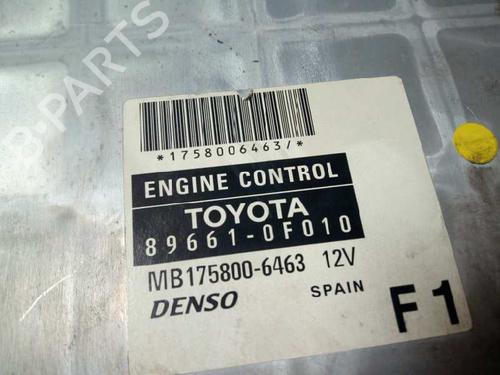 B-PARTS
*1758006463/*
ENGINE CONTROL
TOYOTA
89661-0F010
MB175800-6463 12V
DENSO SPAIN F1